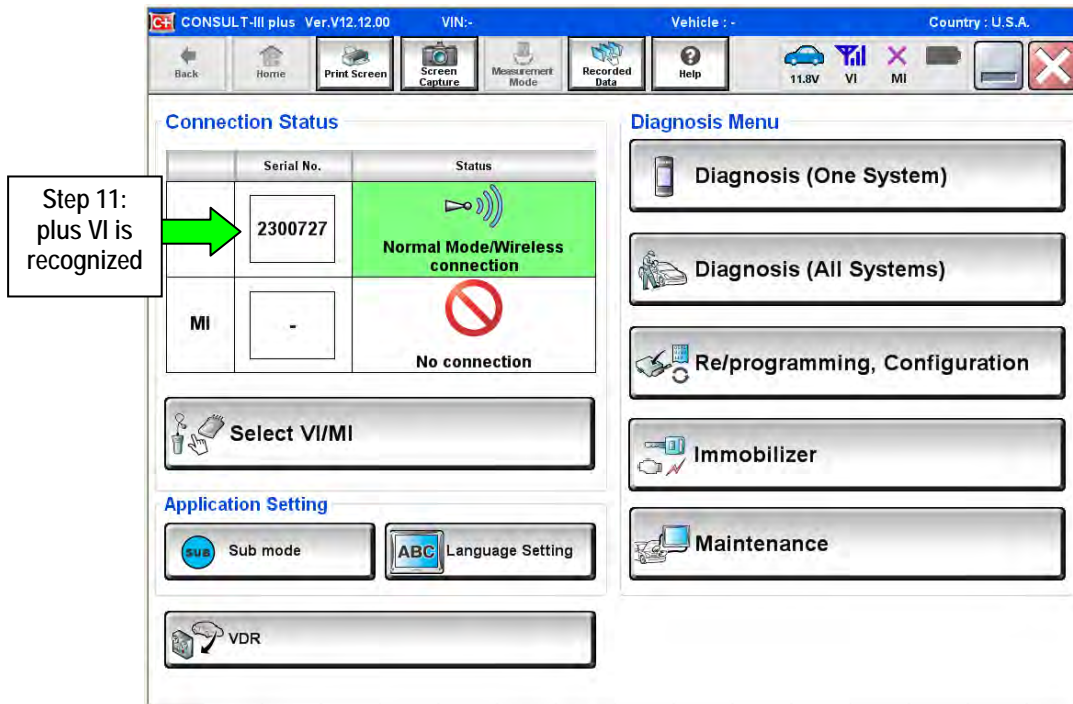 C+ CONSULT-III plus Ver.V12.12.00 VIN:- Vehicle : - Country : U.S.A.
Back
Home
Print Screen
Screen
Capture
Measurement
Mode
Recorded
Data
Help
11.8V
VI
MI
Connection Status
Serial No. Status
2300727
Normal Mode/Wireless
connection
MI
-
No connection
Step 11:
plus VI is
recognized
Select VI/MI
Application Setting
SUB Sub mode
ABC Language Setting
VDR
Diagnosis Menu
Diagnosis (One System)
Diagnosis (All Systems)
Re/programming, Configuration
Immobilizer
Maintenance